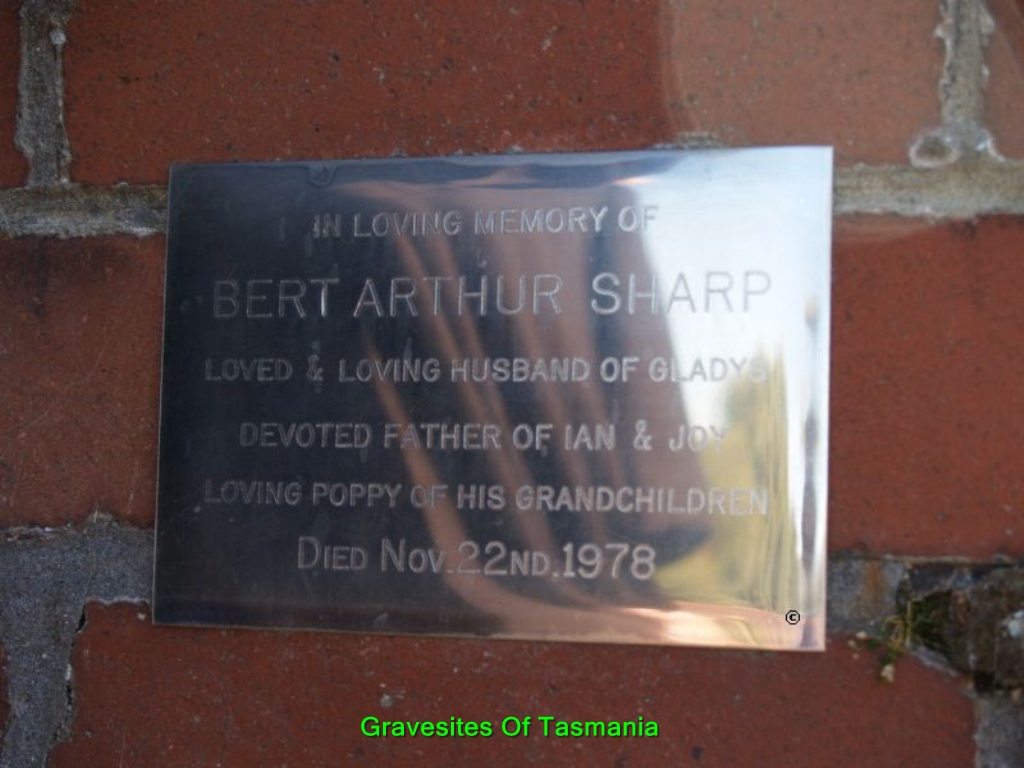 IN LOVING MEMORY OF
BERT ARTHUR SHARP
LOVED & LOVING HUSBAND OF GLADYS
DEVOTED FATHER OF IAN & JOY
LOVING POPPY OF HIS GRANDCHILDREN
DIED NOV. 22ND. 1978
©
Gravesites Of Tasmania